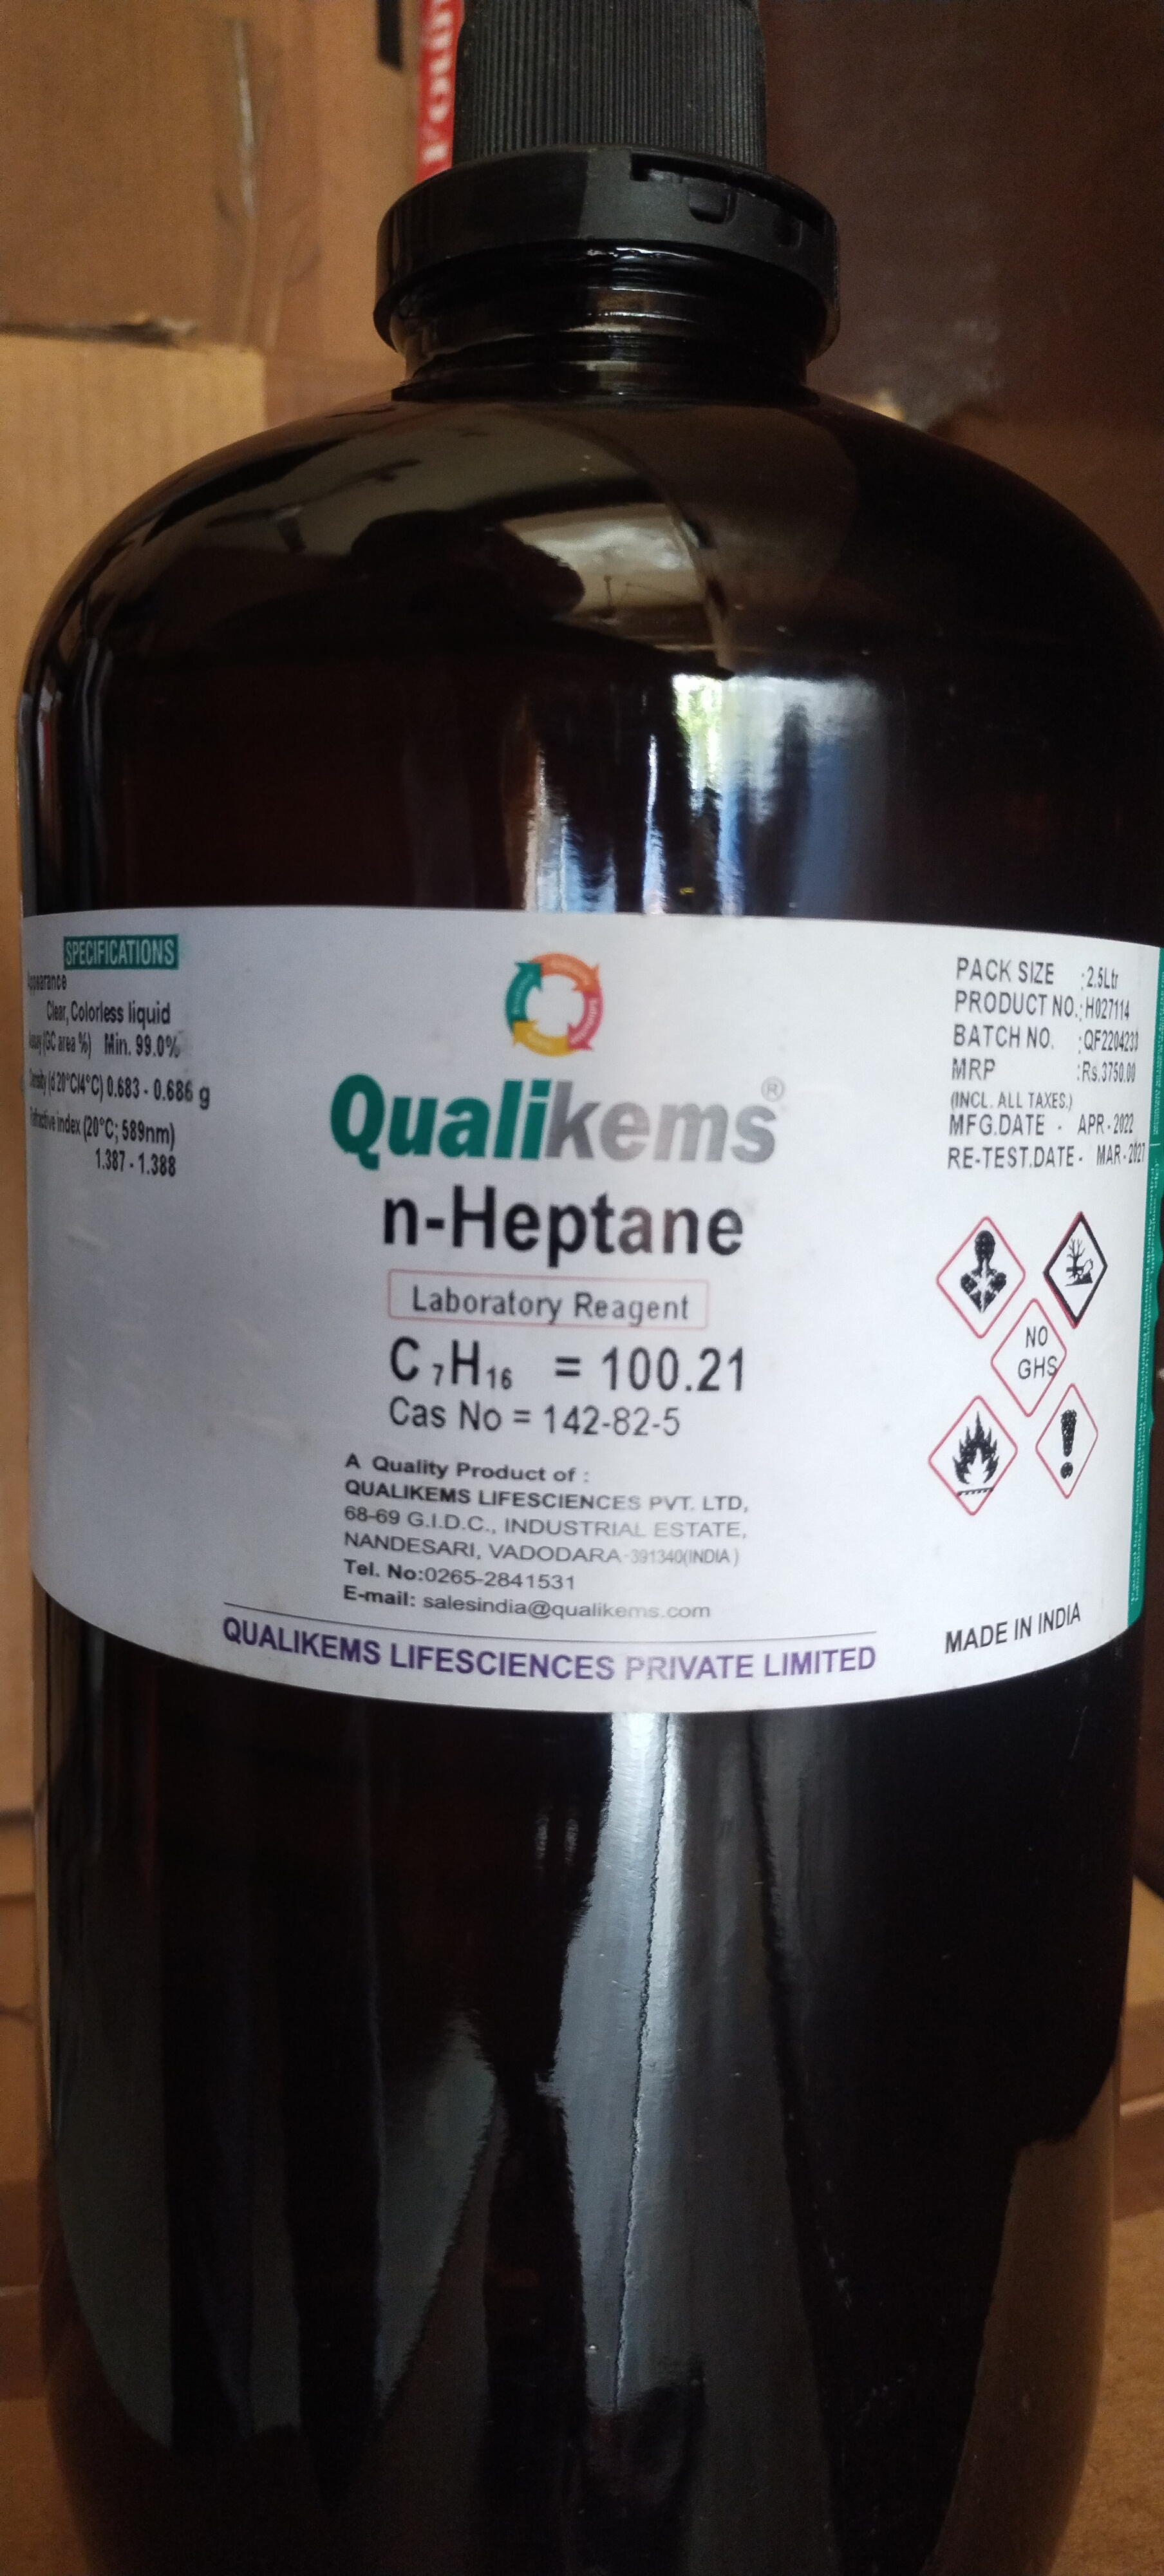 SPECIFICATIONS
Appearance
Clear, Colorless liquid
(GC area %) Min. 99.0%
(d 20°C/4°C) 0.683 - 0.686 g
Refractive index (20°C; 589nm)
1.387 - 1.388
Qualikems®
n-Heptane
Laboratory Reagent
C7H16 = 100.21
Cas No = 142-82-5
A Quality Product of :
QUALIKEMS LIFESCIENCES PVT. LTD,
68-69 G.I.D.C., INDUSTRIAL ESTATE,
NANDESARI, VADODARA-391340(INDIA)
Tel. No:0265-2841531
E-mail: salesindia@qualikems.com
QUALIKEMS LIFESCIENCES PRIVATE LIMITED
PACK SIZE : 2.5Ltr
PRODUCT NO.: H027114
BATCH NO. : QF2204233
MRP :Rs.3750.00
(INCL. ALL TAXES.)
MFG.DATE - APR - 2022
RE-TEST.DATE - MAR - 2027
NO
GHS
MADE IN INDIA